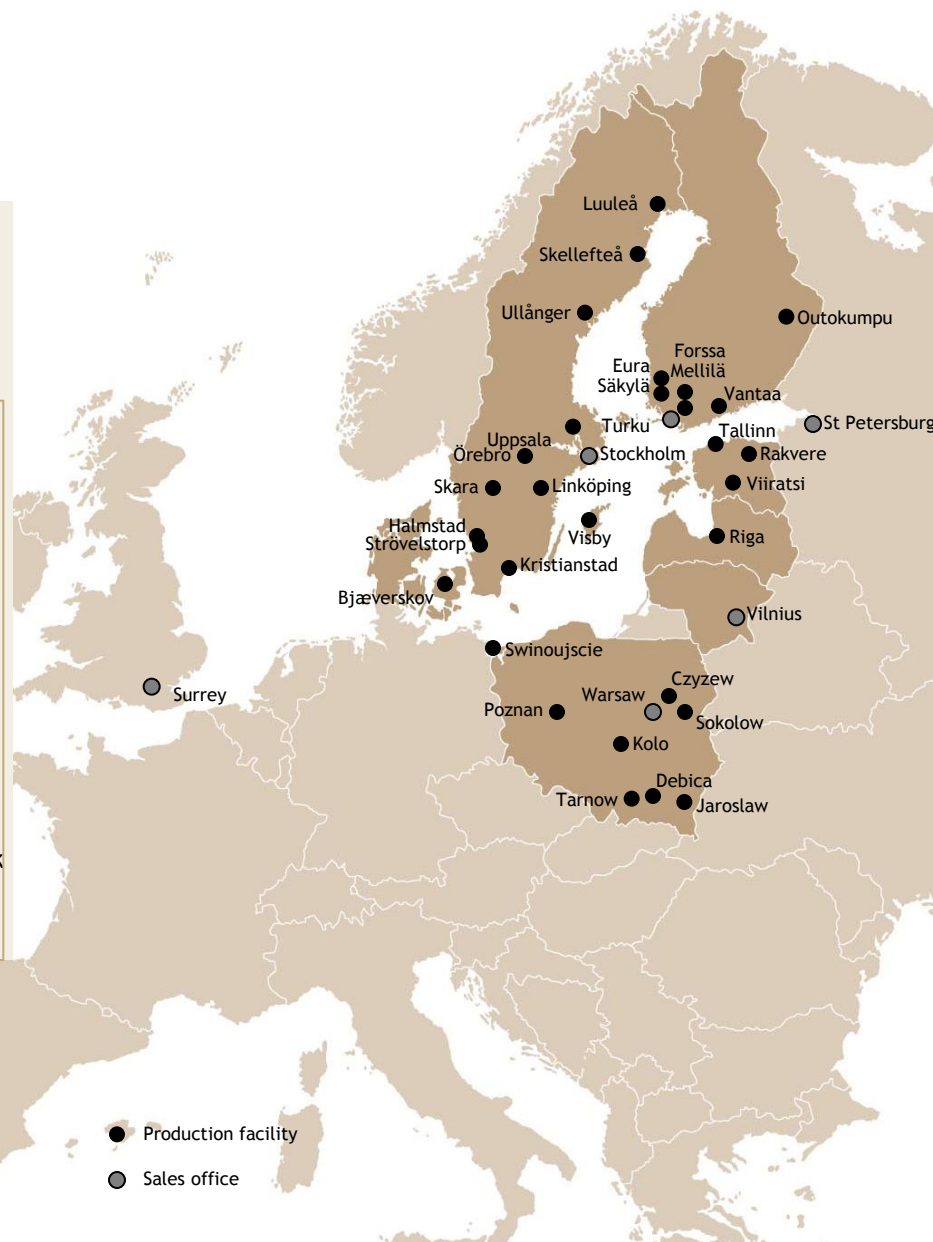 Luuleå
Skellefteå
Ullånger
Outokumpu
Forssa
Eura
Mellilä
Säkylä
Vantaa
Turku
St Petersburg
Tallinn
Uppsala
Örebro
Stockholm
Rakvere
Skara
Linköping
Viiratsi
Halmstad
Visby
Riga
Strövelstorp
Kristianstad
Bjæverskov
Vilnius
Swinoujscie
Czyzew
Surrey
Warsaw
Poznan
Sokolow
Kolo
Debica
Tarnow
Jaroslaw
Production facility
Sales office